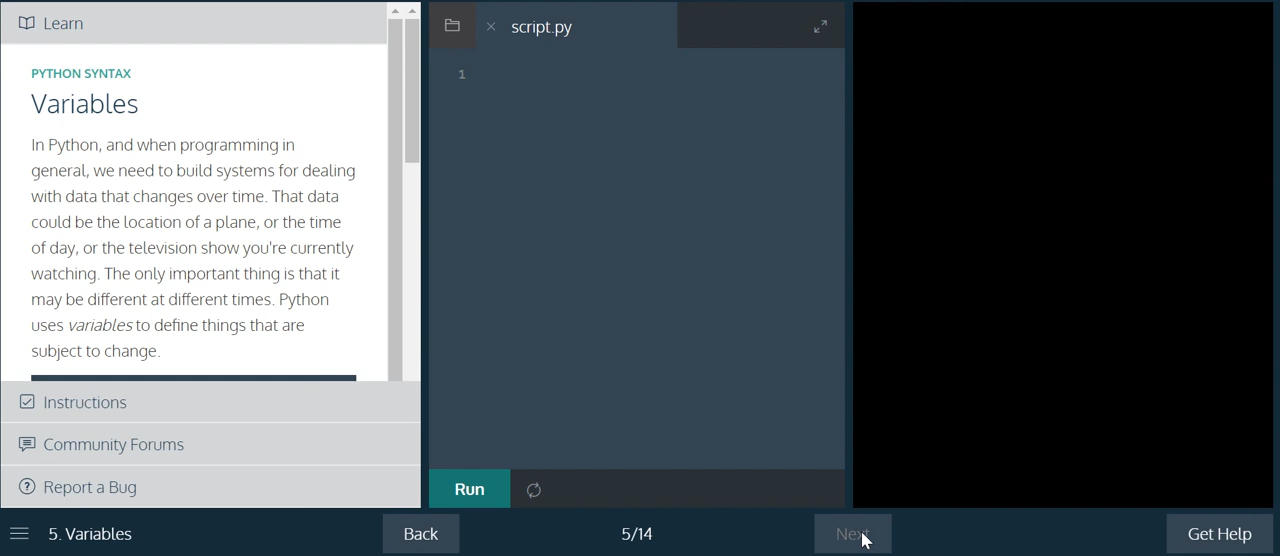 Learn
PYTHON SYNTAX
Variables
In Python, and when programming in
general, we need to build systems for dealing
with data that changes over time. That data
could be the location of a plane, or the time
of day, or the television show you're currently
watching. The only important thing is that it
may be different at different times. Python
uses variables to define things that are
subject to change.
Instructions
Community Forums
Report a Bug
script.py
1
Run
5. Variables
Back
5/14
Next
Get Help